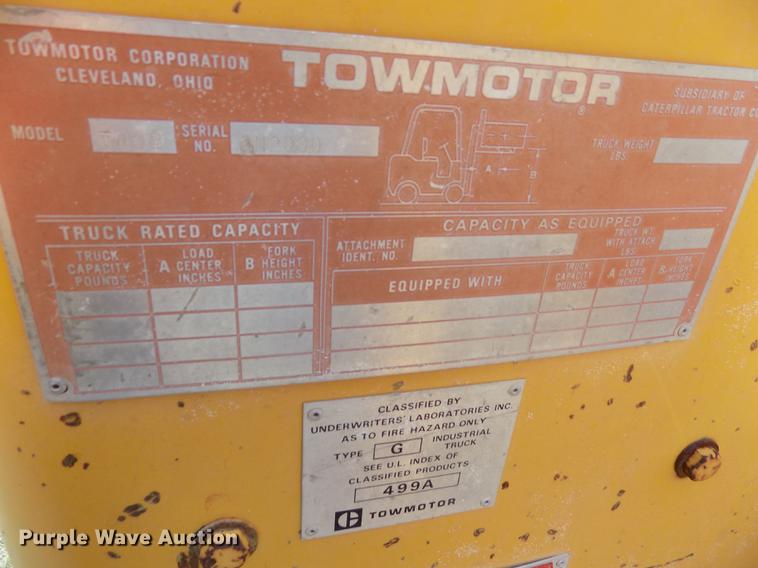 TOWMOTOR CORPORATION
CLEVELAND, OHIO
TOWMOTOR®
SUBSIDIARY OF
CATERPILLAR TRACTOR CO
MODEL
SERIAL NO.
TRUCK WEIGHT LBS.
A
B
TRUCK RATED CAPACITY
TRUCK CAPACITY POUNDS
A LOAD CENTER INCHES
B FORK HEIGHT INCHES
CAPACITY AS EQUIPPED
ATTACHMENT IDENT. NO.
TRUCK WT. WITH ATTACH. LBS.
EQUIPPED WITH
TRUCK CAPACITY POUNDS
A LOAD CENTER INCHES
B FORK HEIGHT INCHES
CLASSIFIED BY
UNDERWRITERS' LABORATORIES INC.
AS TO FIRE HAZARD ONLY
TYPE G INDUSTRIAL TRUCK
SEE U.L. INDEX OF
CLASSIFIED PRODUCTS
499A
C TOWMOTOR
Purple Wave Auction